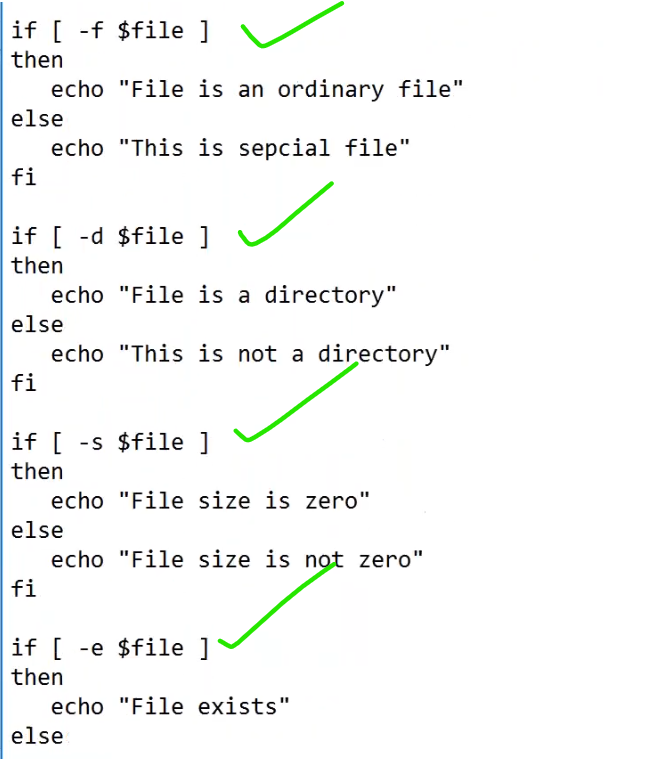 if [ -f $file ]
then
   echo "File is an ordinary file"
else
   echo "This is sepcial file"
fi

if [ -d $file ]
then
   echo "File is a directory"
else
   echo "This is not a directory"
fi

if [ -s $file ]
then
   echo "File size is zero"
else
   echo "File size is not zero"
fi

if [ -e $file ]
then
   echo "File exists"
else